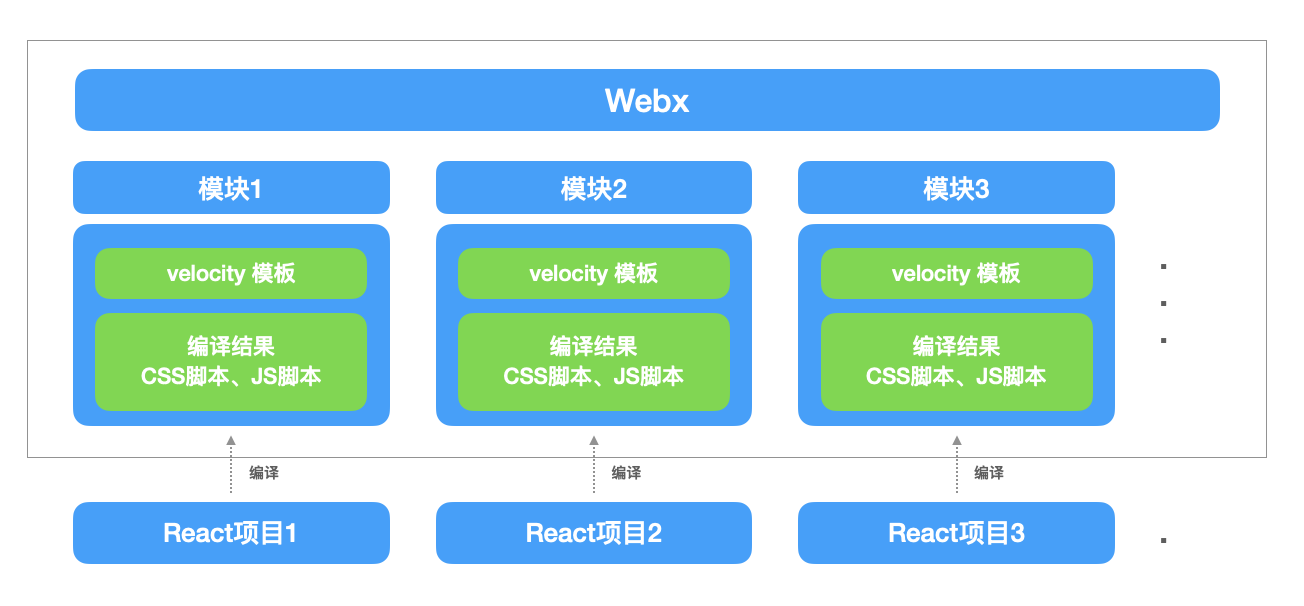 Webx
模块1
模块2
模块3
velocity 模板
velocity 模板
velocity 模板
编译结果
CSS脚本、JS脚本
编译结果
CSS脚本、JS脚本
编译结果
CSS脚本、JS脚本
编译
编译
编译
React项目1
React项目2
React项目3